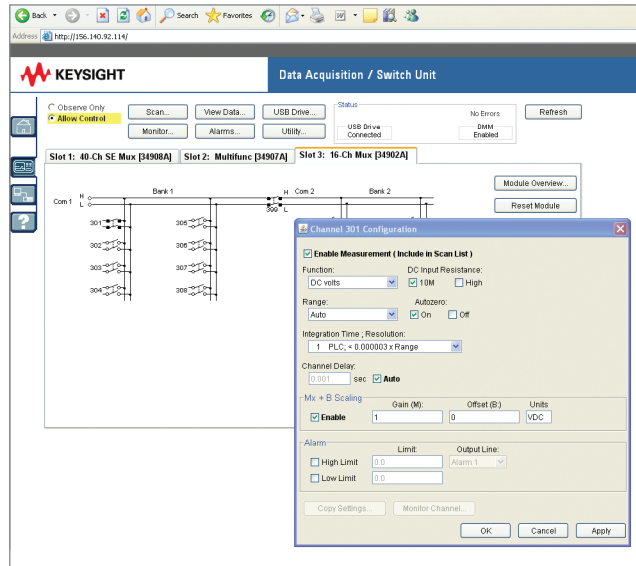 Back
Search
Favorites
Address http://156.140.92.114/
KEYSIGHT
Data Acquisition / Switch Unit
Observe Only
Allow Control
Scan...
View Data...
USB Drive...
Monitor...
Alarms...
Utility...
Status
No Errors
USB Drive
Connected
DMM
Enabled
Refresh
Slot 1: 40-Ch SE Mux [34908A]
Slot 2: Multifunc [34907A]
Slot 3: 16-Ch Mux [34902A]
Module Overview...
Reset Module
Com 1
H
L
Bank 1
399
H
L
Com 2
Bank 2
301
305
302
306
303
307
304
308
Channel 301 Configuration
Enable Measurement ( Include in Scan List )
Function:
DC Input Resistance:
DC volts
10M
High
Range:
Autozero:
Auto
On
Off
Integration Time ; Resolution:
1 PLC; < 0.000003 x Range
Channel Delay:
0.001 sec
Auto
Mx + B Scaling
Gain (M):
Offset (B:)
Units
Enable
1
0
VDC
Alarm
Limit:
Output Line:
High Limit
0.0
Alarm 1
Low Limit
0.0
Copy Settings...
Monitor Channel...
OK
Cancel
Apply